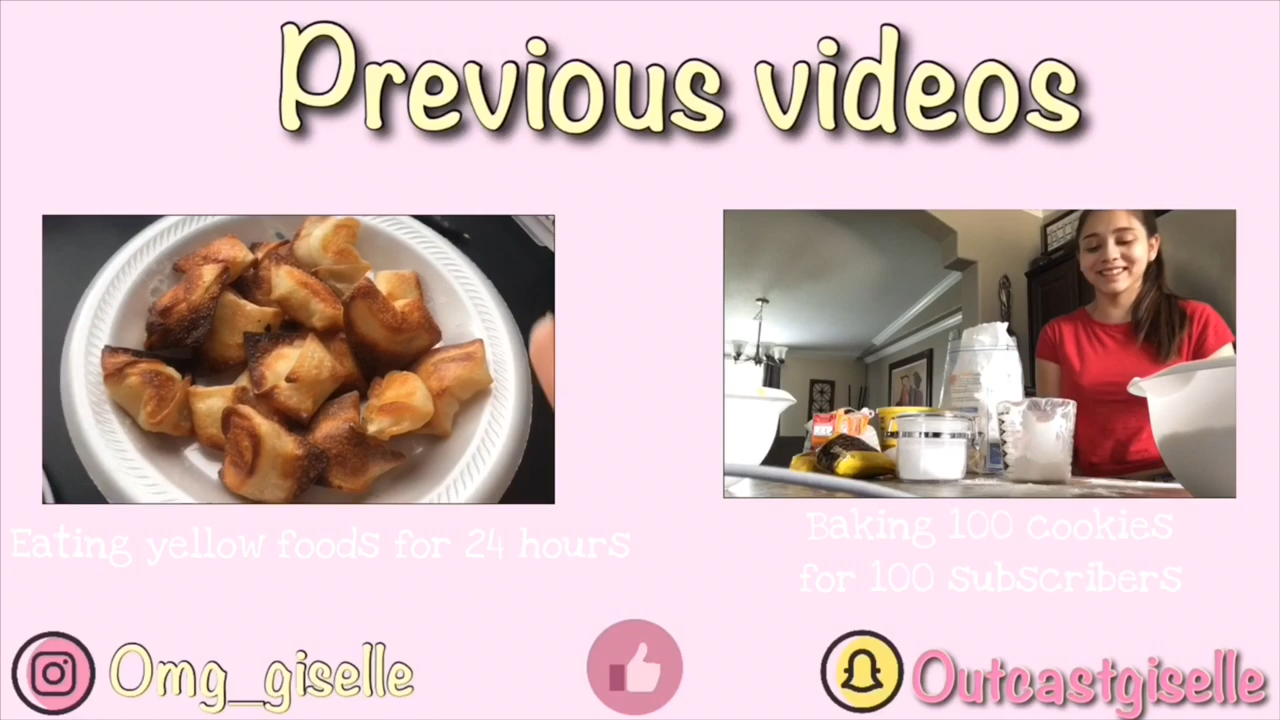 Previous videos
Eating yellow foods for 24 hours
Baking 100 cookies
for 100 subscribers
Omg_giselle
Outcastgiselle